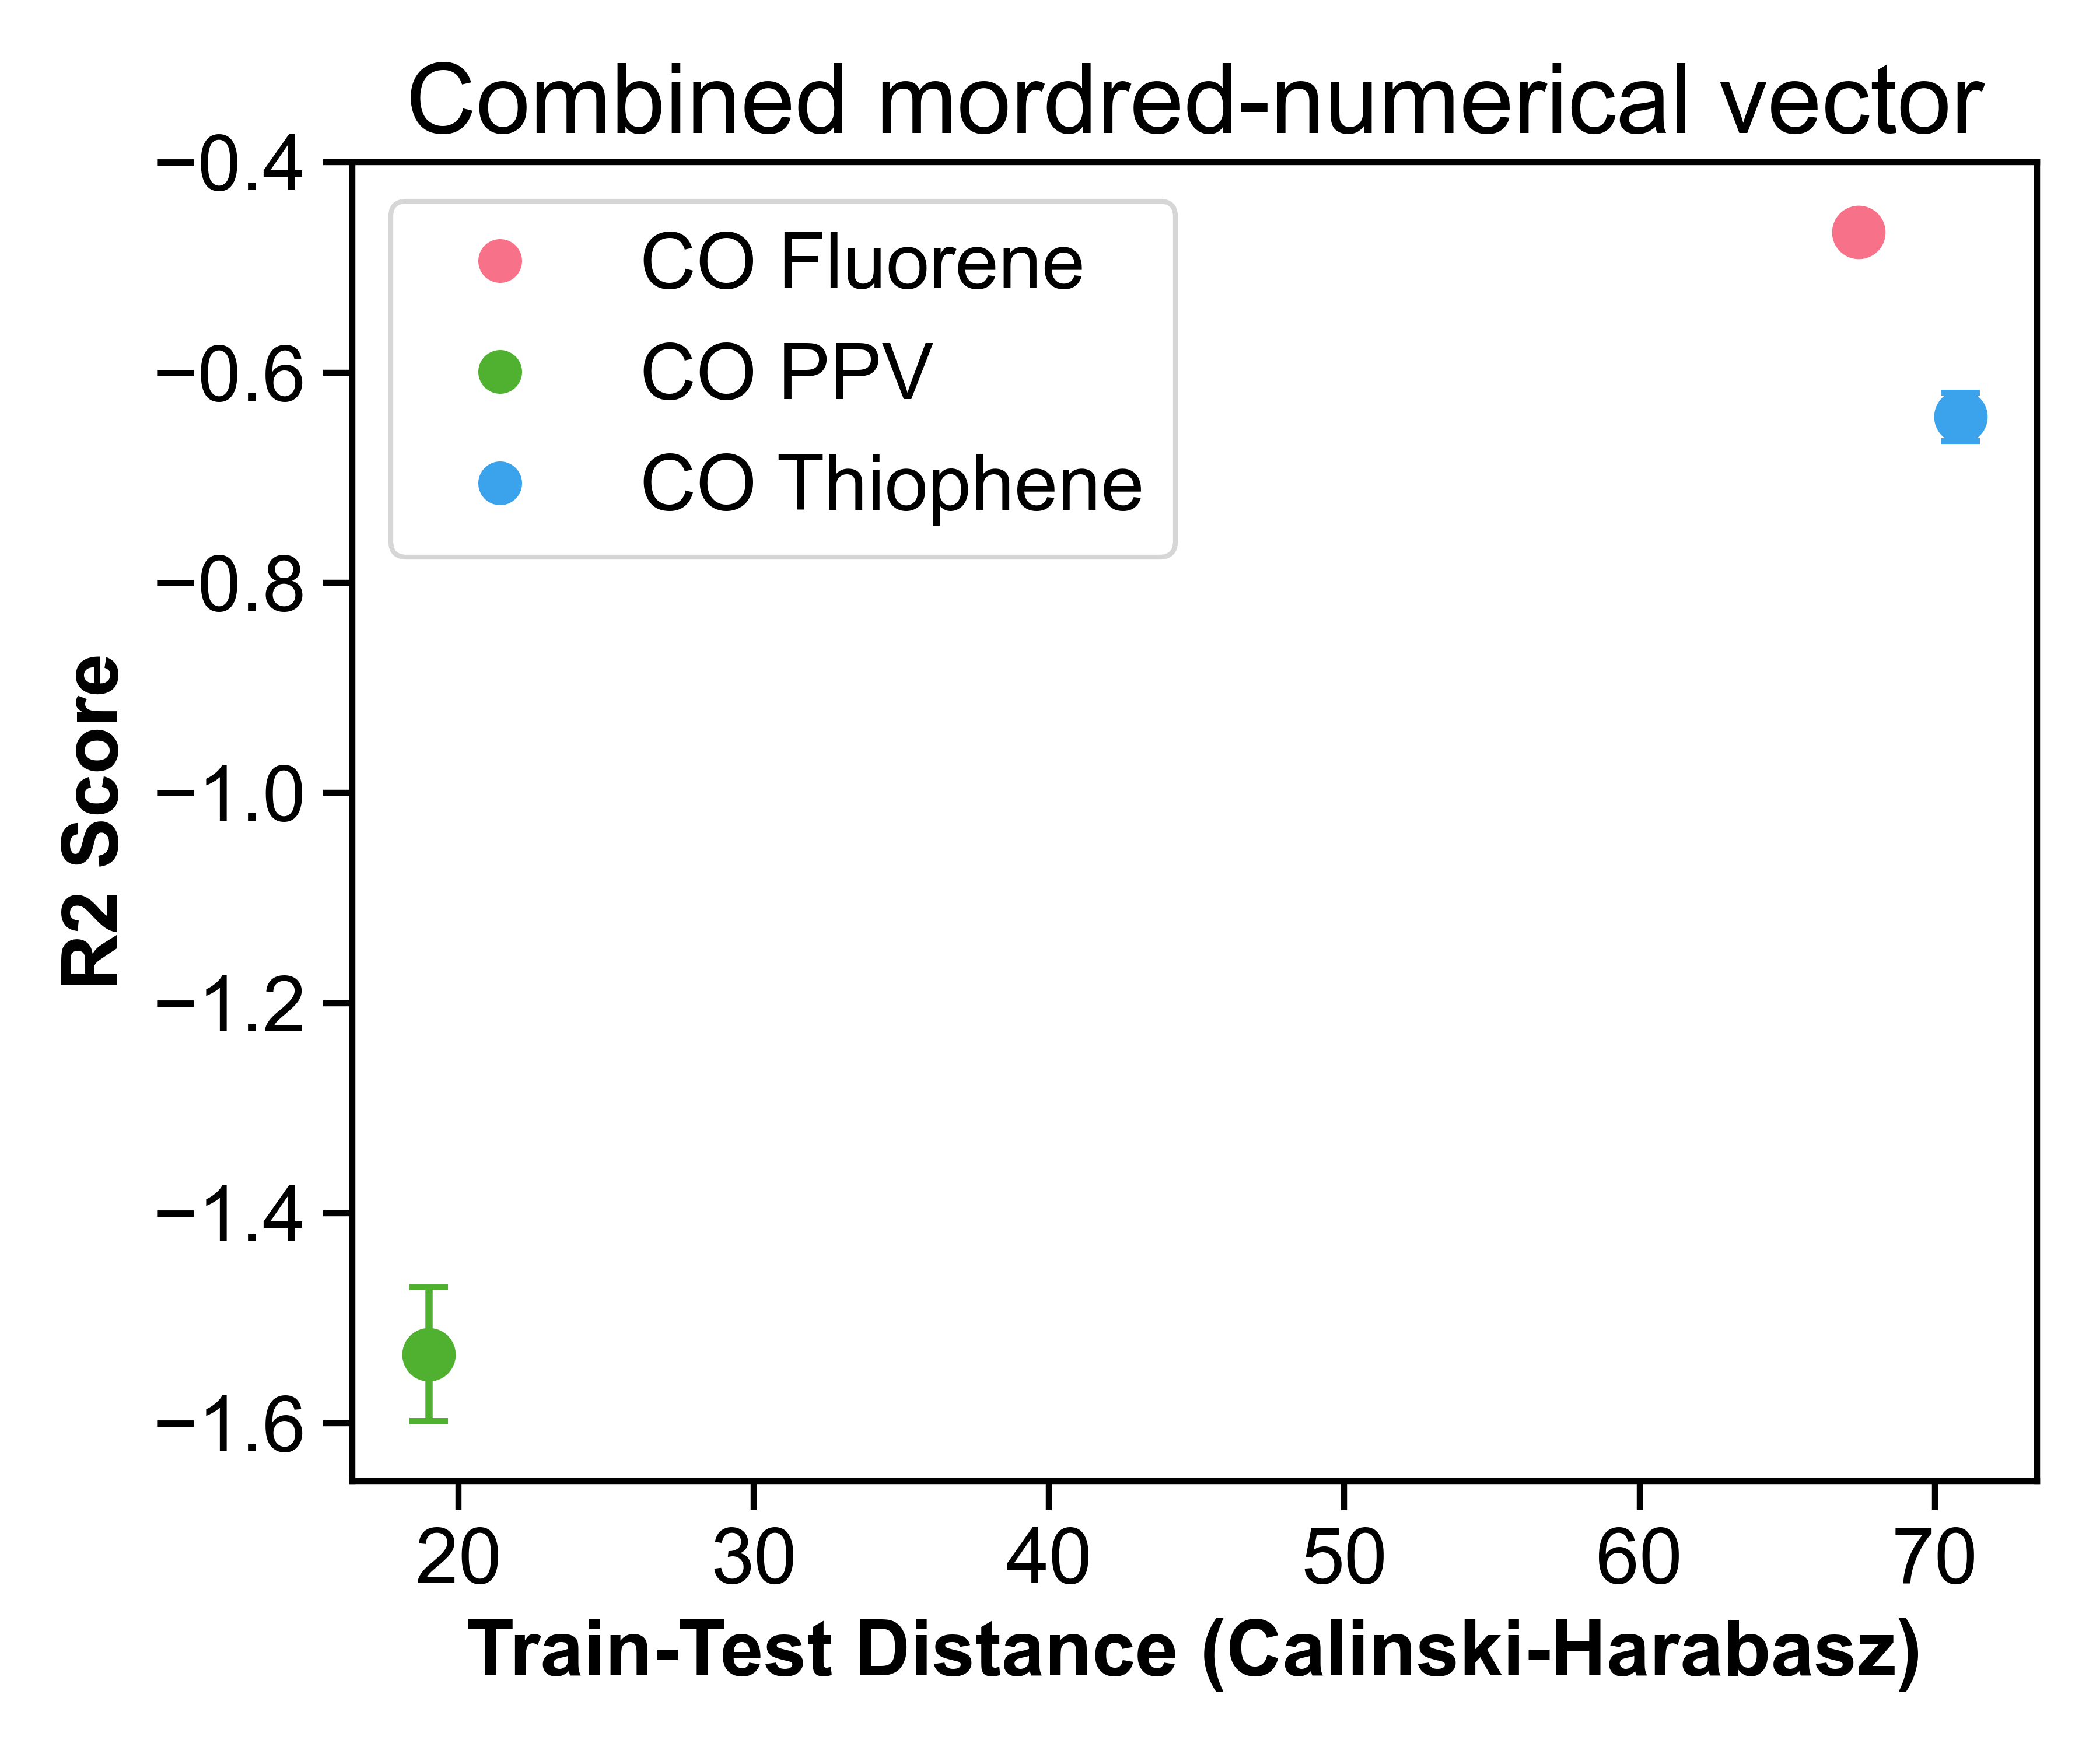 Combined mordred-numerical vector
−0.4
−0.6
−0.8
−1.0
−1.2
−1.4
−1.6
R2 Score
CO Fluorene
CO PPV
CO Thiophene
20 30 40 50 60 70
Train-Test Distance (Calinski-Harabasz)